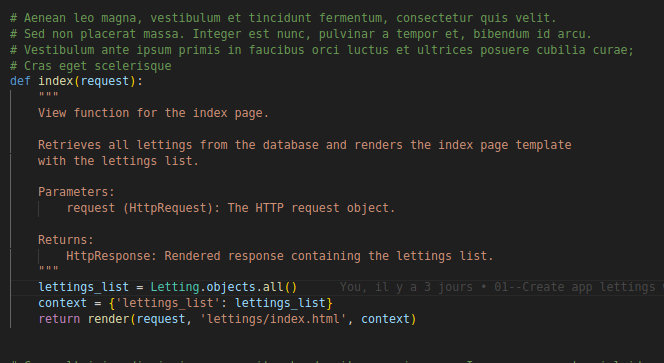 # Aenean leo magna, vestibulum et tincidunt fermentum, consectetur quis velit.
# Sed non placerat massa. Integer est nunc, pulvinar a tempor et, bibendum id arcu.
# Vestibulum ante ipsum primis in faucibus orci luctus et ultrices posuere cubilia curae;
# Cras eget scelerisque
def index(request):
"""
View function for the index page.
Retrieves all lettings from the database and renders the index page template
with the lettings list.
Parameters:
request (HttpRequest): The HTTP request object.
Returns:
HttpResponse: Rendered response containing the lettings list.
"""
lettings_list = Letting.objects.all() You, il y a 3 jours • 01--Create app lettings
context = {'lettings_list': lettings_list}
return render(request, 'lettings/index.html', context)